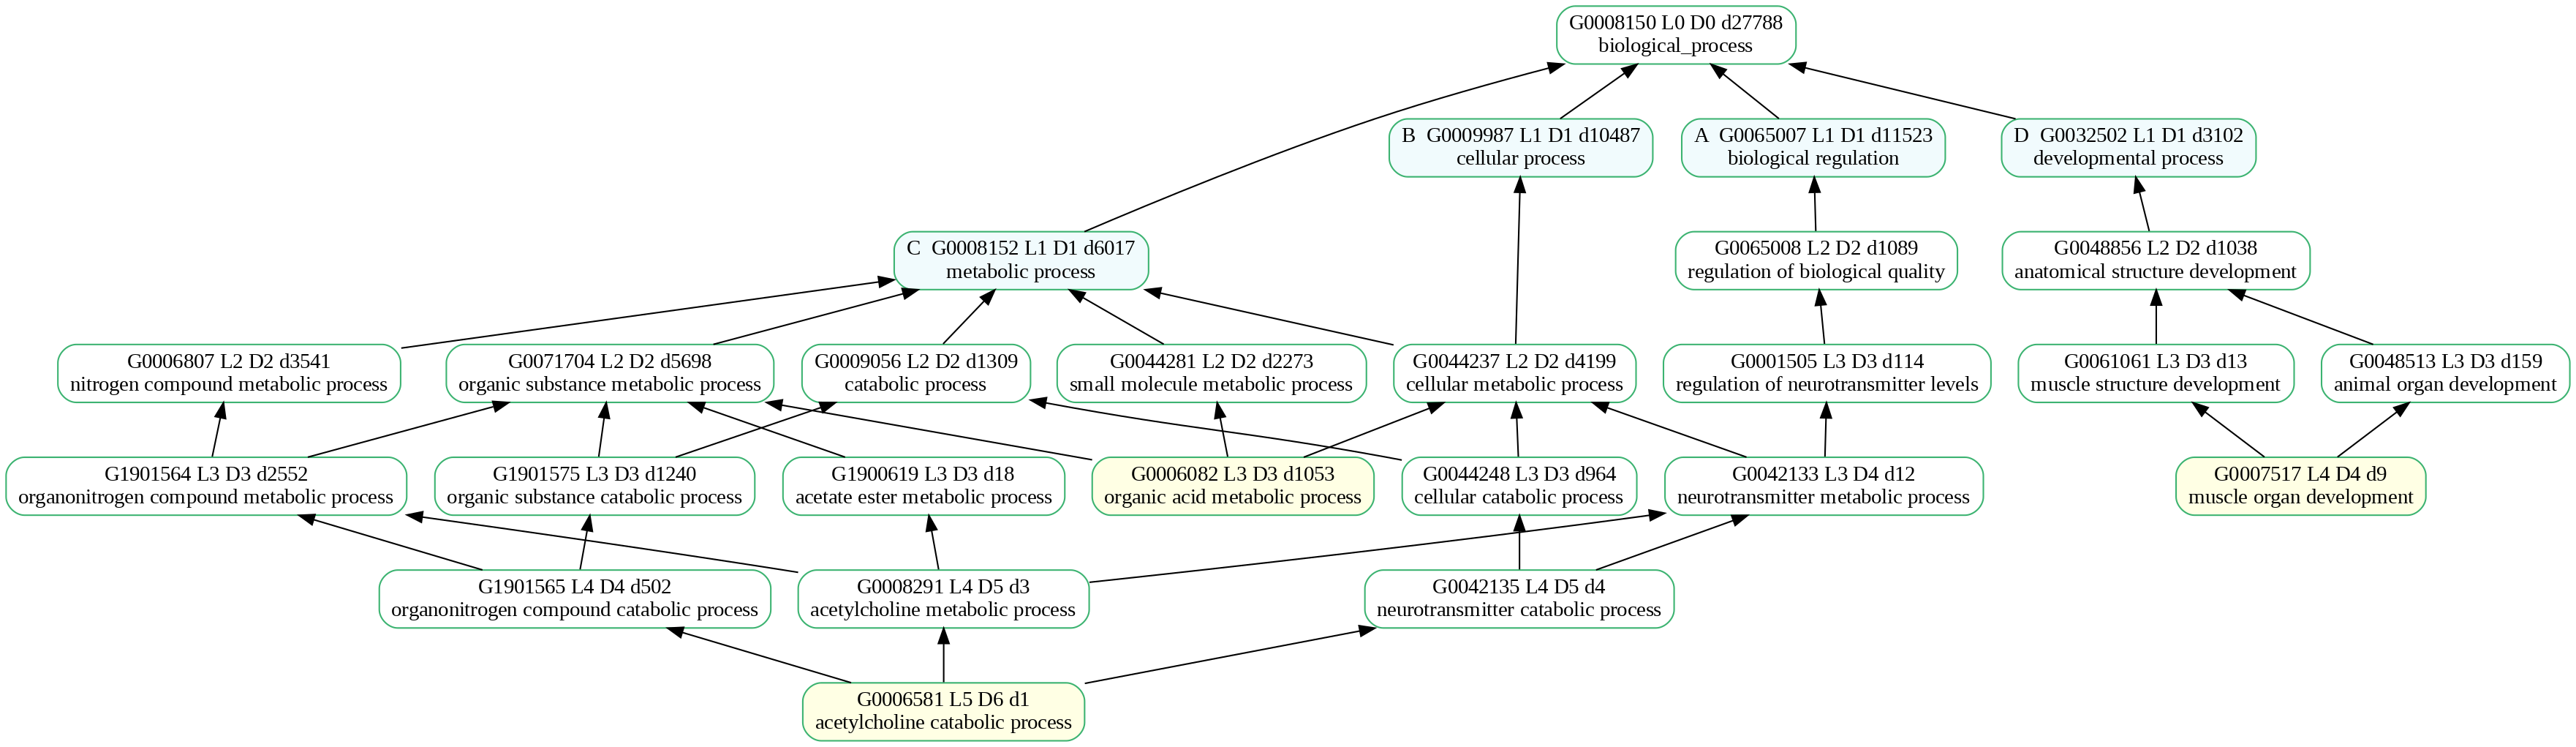 G0008150 L0 D0 d27788
biological_process
B  G0009987 L1 D1 d10487
cellular process
A  G0065007 L1 D1 d11523
biological regulation
D  G0032502 L1 D1 d3102
developmental process
C  G0008152 L1 D1 d6017
metabolic process
G0065008 L2 D2 d1089
regulation of biological quality
G0048856 L2 D2 d1038
anatomical structure development
G0006807 L2 D2 d3541
nitrogen compound metabolic process
G0071704 L2 D2 d5698
organic substance metabolic process
G0009056 L2 D2 d1309
catabolic process
G0044281 L2 D2 d2273
small molecule metabolic process
G0044237 L2 D2 d4199
cellular metabolic process
G0001505 L3 D3 d114
regulation of neurotransmitter levels
G0061061 L3 D3 d13
muscle structure development
G0048513 L3 D3 d159
animal organ development
G1901564 L3 D3 d2552
organonitrogen compound metabolic process
G1901575 L3 D3 d1240
organic substance catabolic process
G1900619 L3 D3 d18
acetate ester metabolic process
G0006082 L3 D3 d1053
organic acid metabolic process
G0044248 L3 D3 d964
cellular catabolic process
G0042133 L3 D4 d12
neurotransmitter metabolic process
G0007517 L4 D4 d9
muscle organ development
G1901565 L4 D4 d502
organonitrogen compound catabolic process
G0008291 L4 D5 d3
acetylcholine metabolic process
G0042135 L4 D5 d4
neurotransmitter catabolic process
G0006581 L5 D6 d1
acetylcholine catabolic process